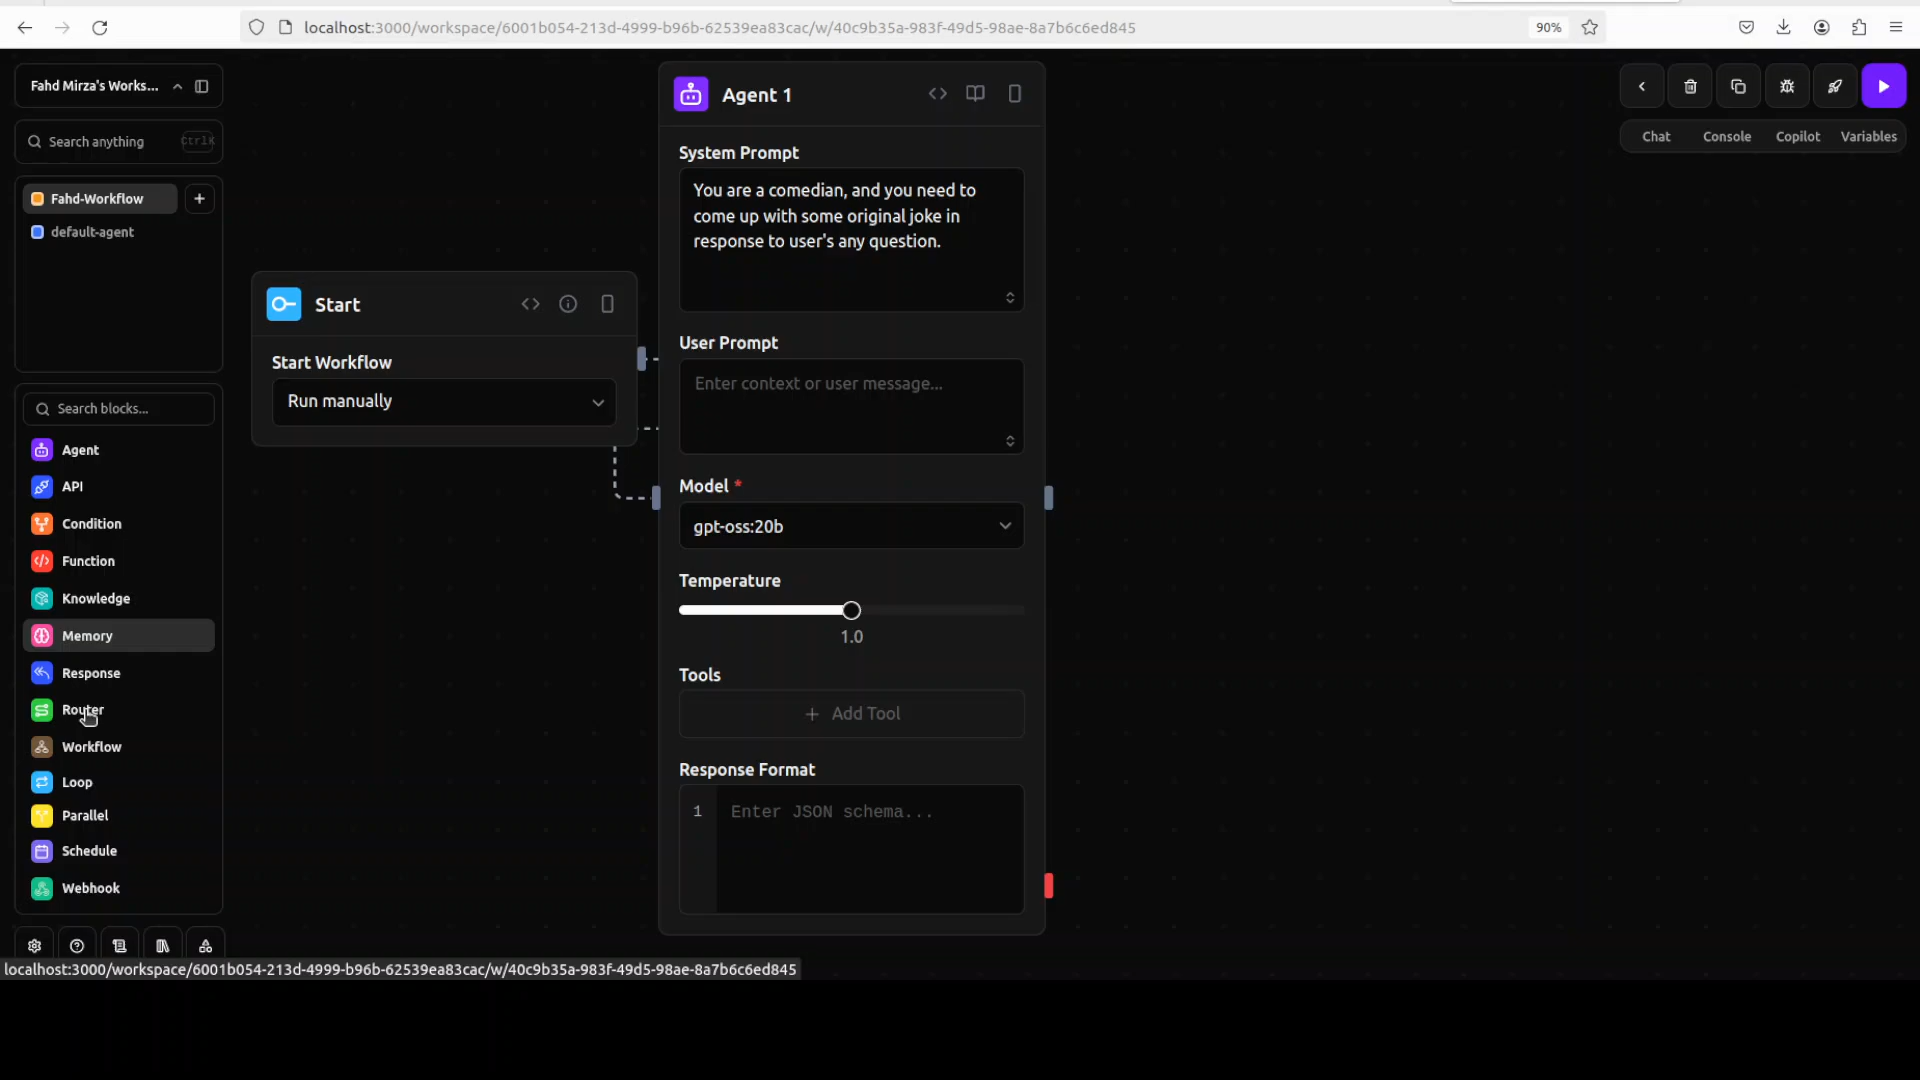 localhost:3000/workspace/6001b054-213d-4999-b96b-62539ea83cac/w/40c9b35a-983f-49d5-98ae-8a7b6c6ed845
90%
Fahd Mirza's Works...
Search anything
Ctrl K
Fahd-Workflow
default-agent
Search blocks...
Agent
API
Condition
Function
Knowledge
Memory
Response
Router
Workflow
Loop
Parallel
Schedule
Webhook
Start
Start Workflow
Run manually
Agent 1
System Prompt
You are a comedian, and you need to
come up with some original joke in
response to user's any question.
User Prompt
Enter context or user message...
Model *
gpt-oss:20b
Temperature
1.0
Tools
+ Add Tool
Response Format
1
Enter JSON schema...
Chat
Console
Copilot
Variables
localhost:3000/workspace/6001b054-213d-4999-b96b-62539ea83cac/w/40c9b35a-983f-49d5-98ae-8a7b6c6ed845